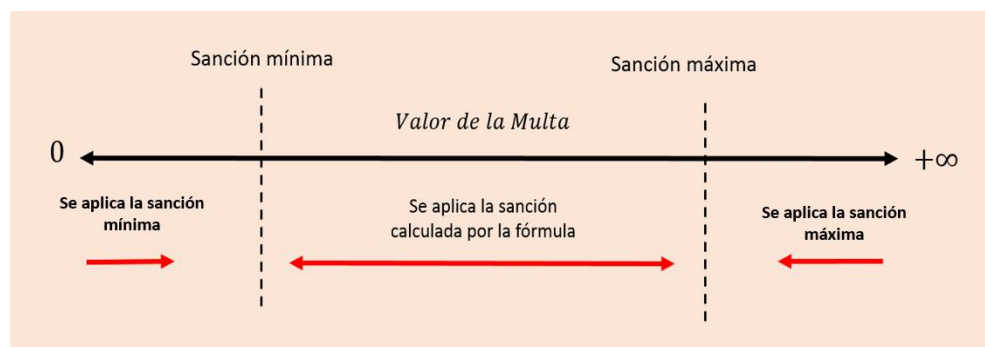 Sanción mínima
Sanción máxima
Valor de la Multa
0
+∞
Se aplica la sanción
mínima
Se aplica la sanción
calculada por la fórmula
Se aplica la sanción
máxima